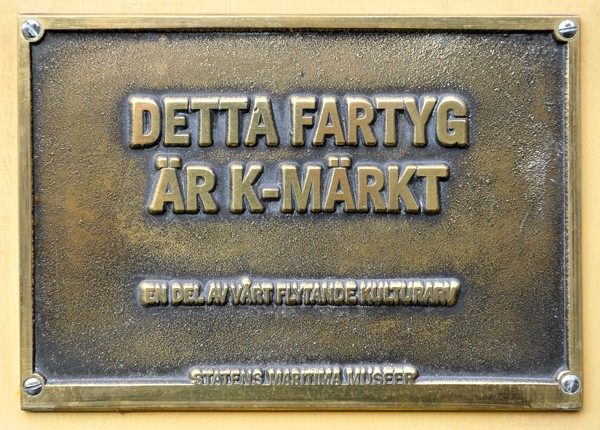 DETTA FARTYG
ÄR K-MÄRKT
EN DEL AV VÅRT FLYTANDE KULTURARV
STATENS MARITIMA MUSEER